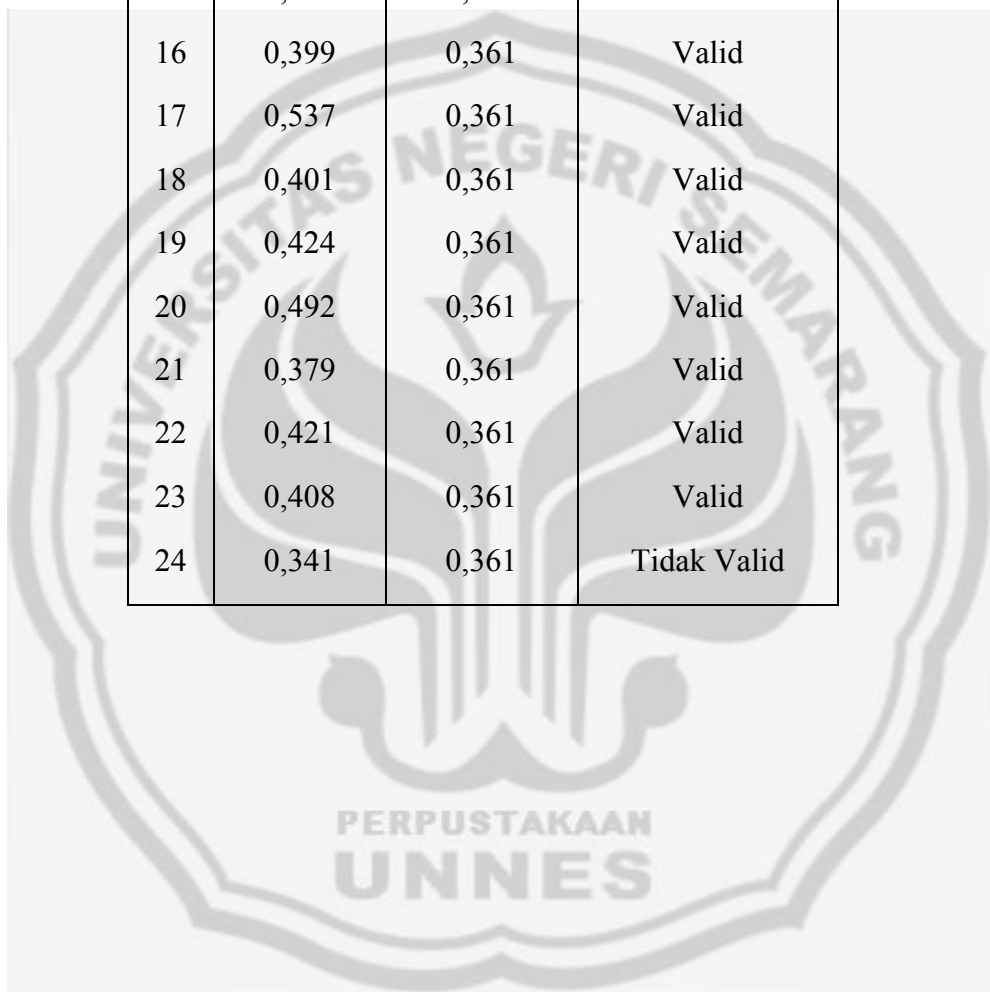 16 0,399 0,361 Valid
17 0,537 0,361 Valid
18 0,401 0,361 Valid
19 0,424 0,361 Valid
20 0,492 0,361 Valid
21 0,379 0,361 Valid
22 0,421 0,361 Valid
23 0,408 0,361 Valid
24 0,341 0,361 Tidak Valid
UNIVERSITAS NEGERI SEMARANG
PERPUSTAKAAN
UNNES